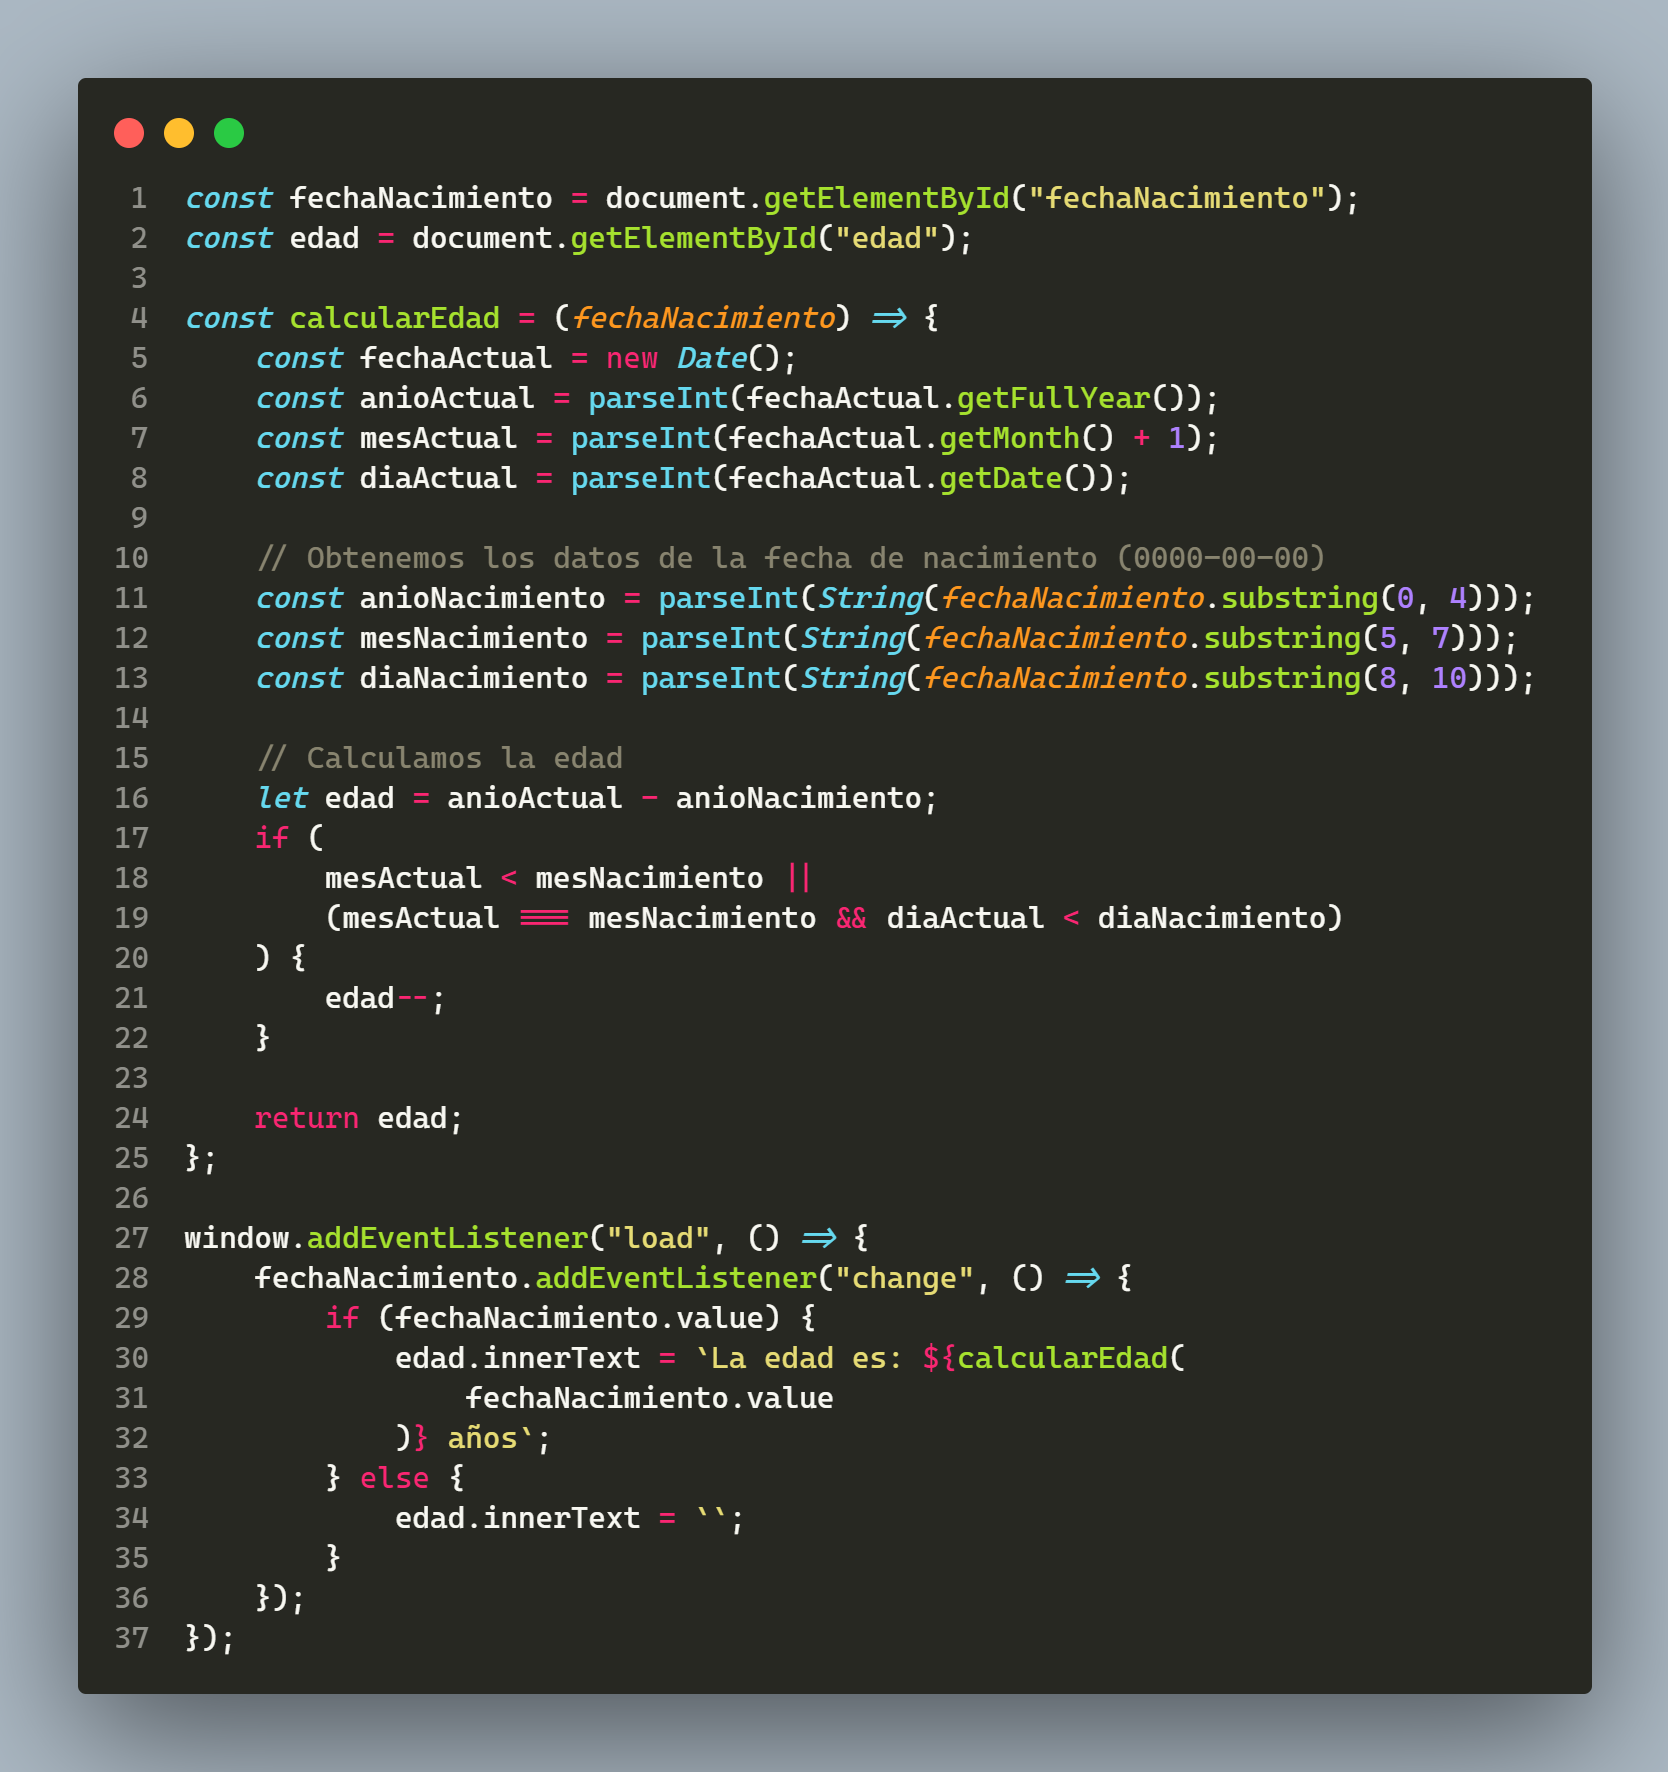 1 const fechaNacimiento = document.getElementById("fechaNacimiento");
2 const edad = document.getElementById("edad");
3
4 const calcularEdad = (fechaNacimiento) => {
5     const fechaActual = new Date();
6     const anioActual = parseInt(fechaActual.getFullYear());
7     const mesActual = parseInt(fechaActual.getMonth() + 1);
8     const diaActual = parseInt(fechaActual.getDate());
9
10     // Obtenemos los datos de la fecha de nacimiento (0000-00-00)
11     const anioNacimiento = parseInt(String(fechaNacimiento.substring(0, 4)));
12     const mesNacimiento = parseInt(String(fechaNacimiento.substring(5, 7)));
13     const diaNacimiento = parseInt(String(fechaNacimiento.substring(8, 10)));
14
15     // Calculamos la edad
16     let edad = anioActual - anioNacimiento;
17     if (
18         mesActual < mesNacimiento ||
19         (mesActual === mesNacimiento && diaActual < diaNacimiento)
20     ) {
21         edad--;
22     }
23
24     return edad;
25 };
26
27 window.addEventListener("load", () => {
28     fechaNacimiento.addEventListener("change", () => {
29         if (fechaNacimiento.value) {
30             edad.innerText = `La edad es: ${calcularEdad(
31                 fechaNacimiento.value
32             )} años`;
33         } else {
34             edad.innerText = ``;
35         }
36     });
37 });